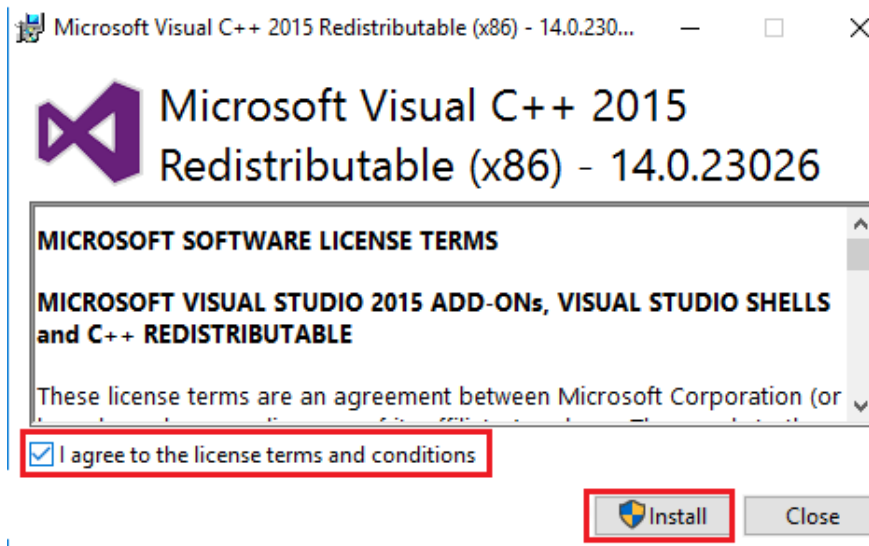 Microsoft Visual C++ 2015 Redistributable (x86) - 14.0.230...
Microsoft Visual C++ 2015
Redistributable (x86) - 14.0.23026
MICROSOFT SOFTWARE LICENSE TERMS
MICROSOFT VISUAL STUDIO 2015 ADD-ONs, VISUAL STUDIO SHELLS
and C++ REDISTRIBUTABLE
These license terms are an agreement between Microsoft Corporation (or
I agree to the license terms and conditions
Install
Close